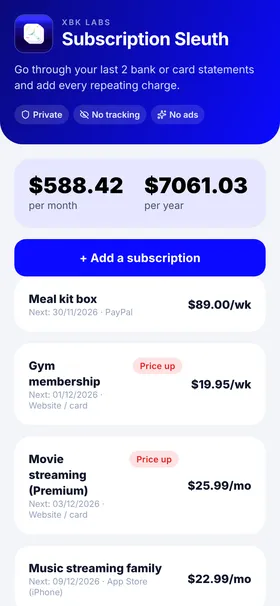 XBK LABS
Subscription Sleuth
Go through your last 2 bank or card statements
and add every repeating charge.
Private
No tracking
No ads
$588.42
per month
$7061.03
per year
+ Add a subscription
Meal kit box
Next: 30/11/2026 · PayPal
$89.00/wk
Gym
membership
Next: 01/12/2026 ·
Website / card
Price up
$19.95/wk
Movie
streaming
(Premium)
Next: 03/12/2026 ·
Website / card
Price up
$25.99/mo
Music streaming family
Next: 09/12/2026 · App Store
(iPhone)
$22.99/mo